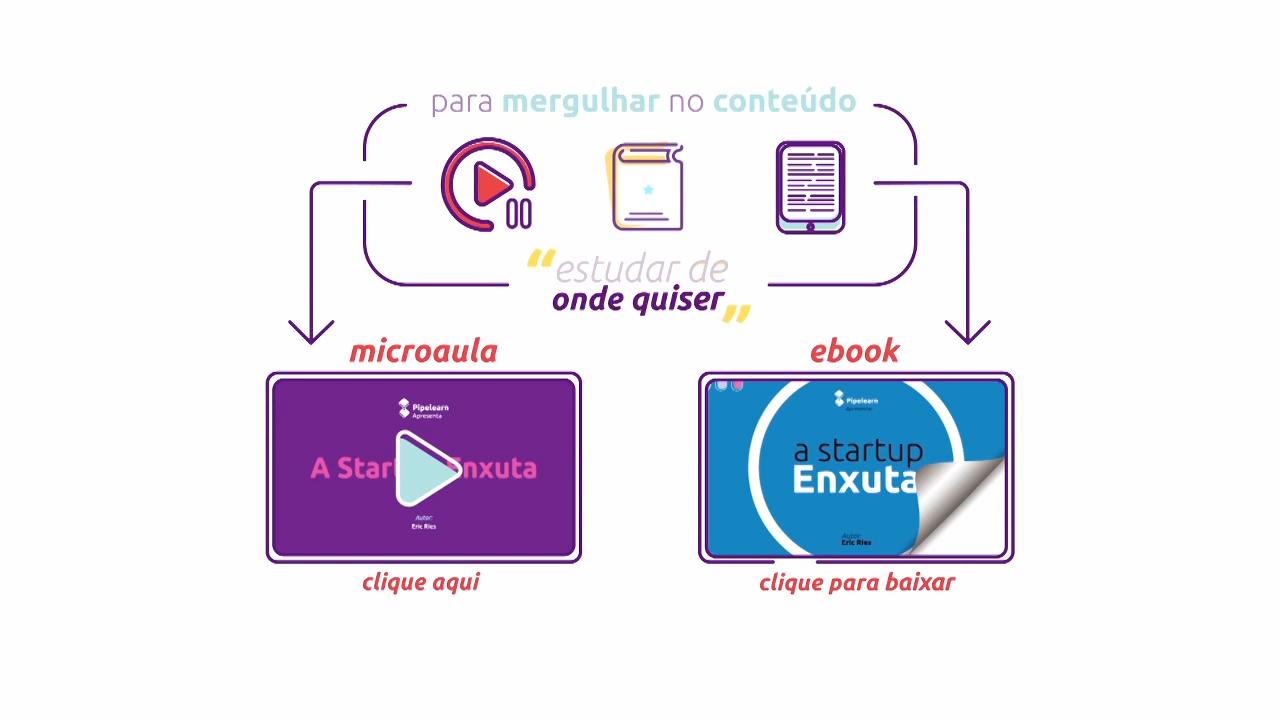 para mergulhar no conteúdo
“estudar de
onde quiser”
microaula
Pipelearn
Apresenta
A Star Enxuta
Autor:
Eric Ries
clique aqui
ebook
Pipelearn
Apresenta
a startup
Enxuta
Autor:
Eric Ries
clique para baixar